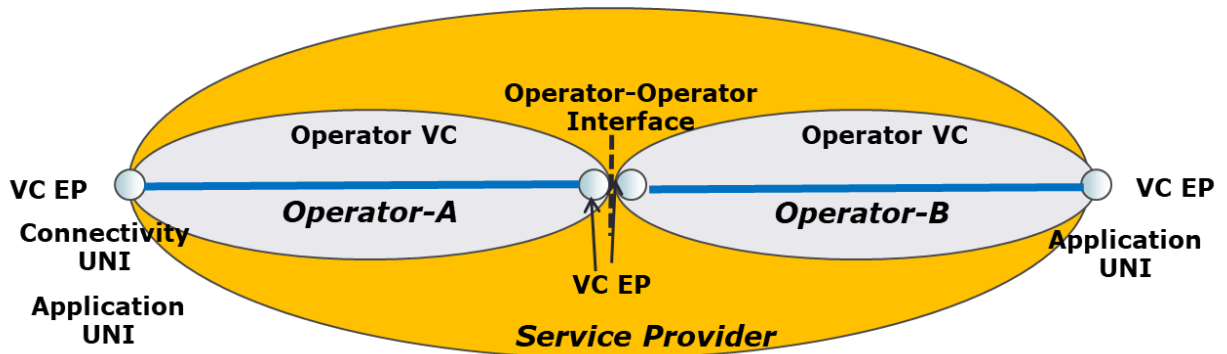 Operator-Operator
Interface
Operator VC
Operator VC
VC EP
VC EP
Operator-A
Operator-B
Connectivity
UNI
Application
UNI
VC EP
Application
UNI
Service Provider